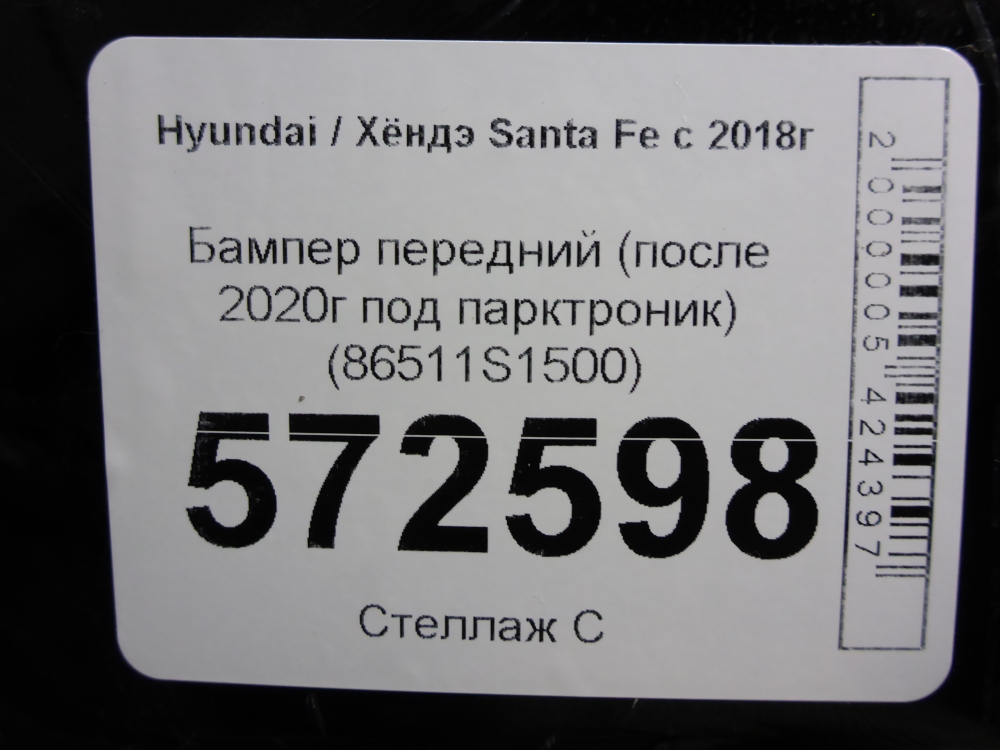 Hyundai / Хёндэ Santa Fe с 2018г
Бампер передний (после
2020г под парктроник)
(86511S1500)
572598
Стеллаж С
2000005424397